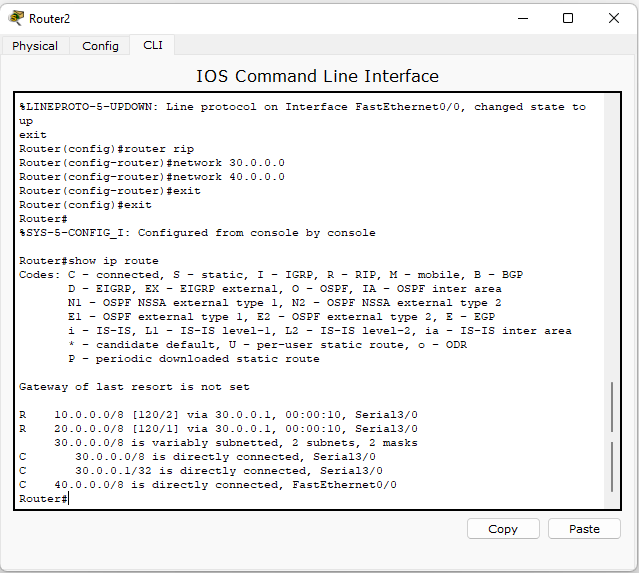 Router2
Physical Config CLI
IOS Command Line Interface
%LINEPROTO-5-UPDOWN: Line protocol on Interface FastEthernet0/0, changed state to
up
exit
Router(config)#router rip
Router(config-router)#network 30.0.0.0
Router(config-router)#network 40.0.0.0
Router(config-router)#exit
Router(config)#exit
Router#
%SYS-5-CONFIG_I: Configured from console by console

Router#show ip route
Codes: C - connected, S - static, I - IGRP, R - RIP, M - mobile, B - BGP
       D - EIGRP, EX - EIGRP external, O - OSPF, IA - OSPF inter area
       N1 - OSPF NSSA external type 1, N2 - OSPF NSSA external type 2
       E1 - OSPF external type 1, E2 - OSPF external type 2, E - EGP
       i - IS-IS, L1 - IS-IS level-1, L2 - IS-IS level-2, ia - IS-IS inter area
       * - candidate default, U - per-user static route, o - ODR
       P - periodic downloaded static route

Gateway of last resort is not set

R    10.0.0.0/8 [120/2] via 30.0.0.1, 00:00:10, Serial3/0
R    20.0.0.0/8 [120/1] via 30.0.0.1, 00:00:10, Serial3/0
     30.0.0.0/8 is variably subnetted, 2 subnets, 2 masks
C       30.0.0.0/8 is directly connected, Serial3/0
C       30.0.0.1/32 is directly connected, Serial3/0
C    40.0.0.0/8 is directly connected, FastEthernet0/0
Router#
Copy Paste